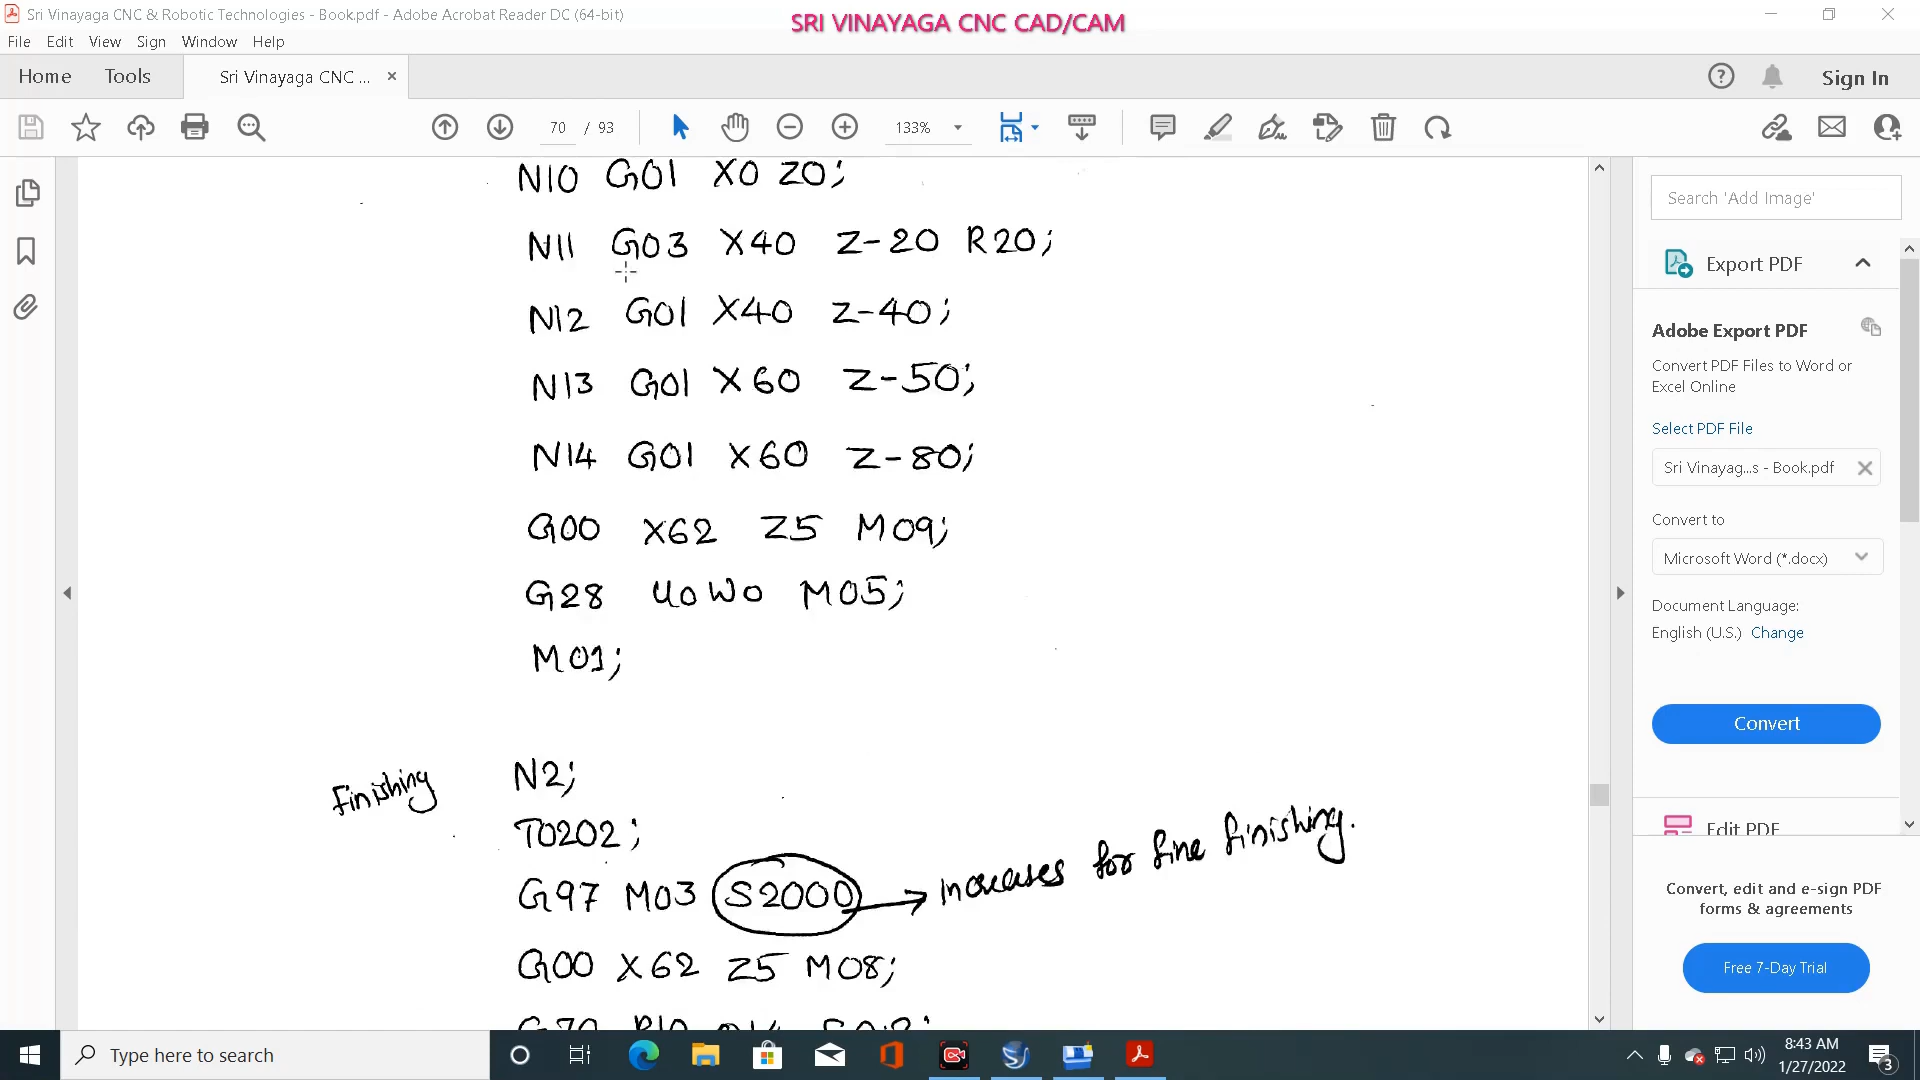 Sri Vinayaga CNC & Robotic Technologies - Book.pdf - Adobe Acrobat Reader DC (64-bit)
SRI VINAYAGA CNC CAD/CAM
File Edit View Sign Window Help
Home Tools Sri Vinayaga CNC ... × Sign In
70 / 93 133%
N10 G01 X0 Z0;
N11 G03 X40 Z-20 R20;
N12 G01 X40 Z-40;
N13 G01 X60 Z-50;
N14 G01 X60 Z-80;
G00 X62 Z5 M09;
G28 U0 W0 M05;
M01;
Finishing N2;
T0202;
G97 M03 S2000 → increases for fine finishing.
G00 X62 Z5 M08;
Search 'Add Image'
Export PDF
Adobe Export PDF
Convert PDF Files to Word or
Excel Online
Select PDF File
Sri Vinayag...s - Book.pdf
Convert to
Microsoft Word (*.docx)
Document Language:
English (U.S.) Change
Convert
Edit PDF
Convert, edit and e-sign PDF
forms & agreements
Free 7-Day Trial
Type here to search
8:43 AM
1/27/2022
3